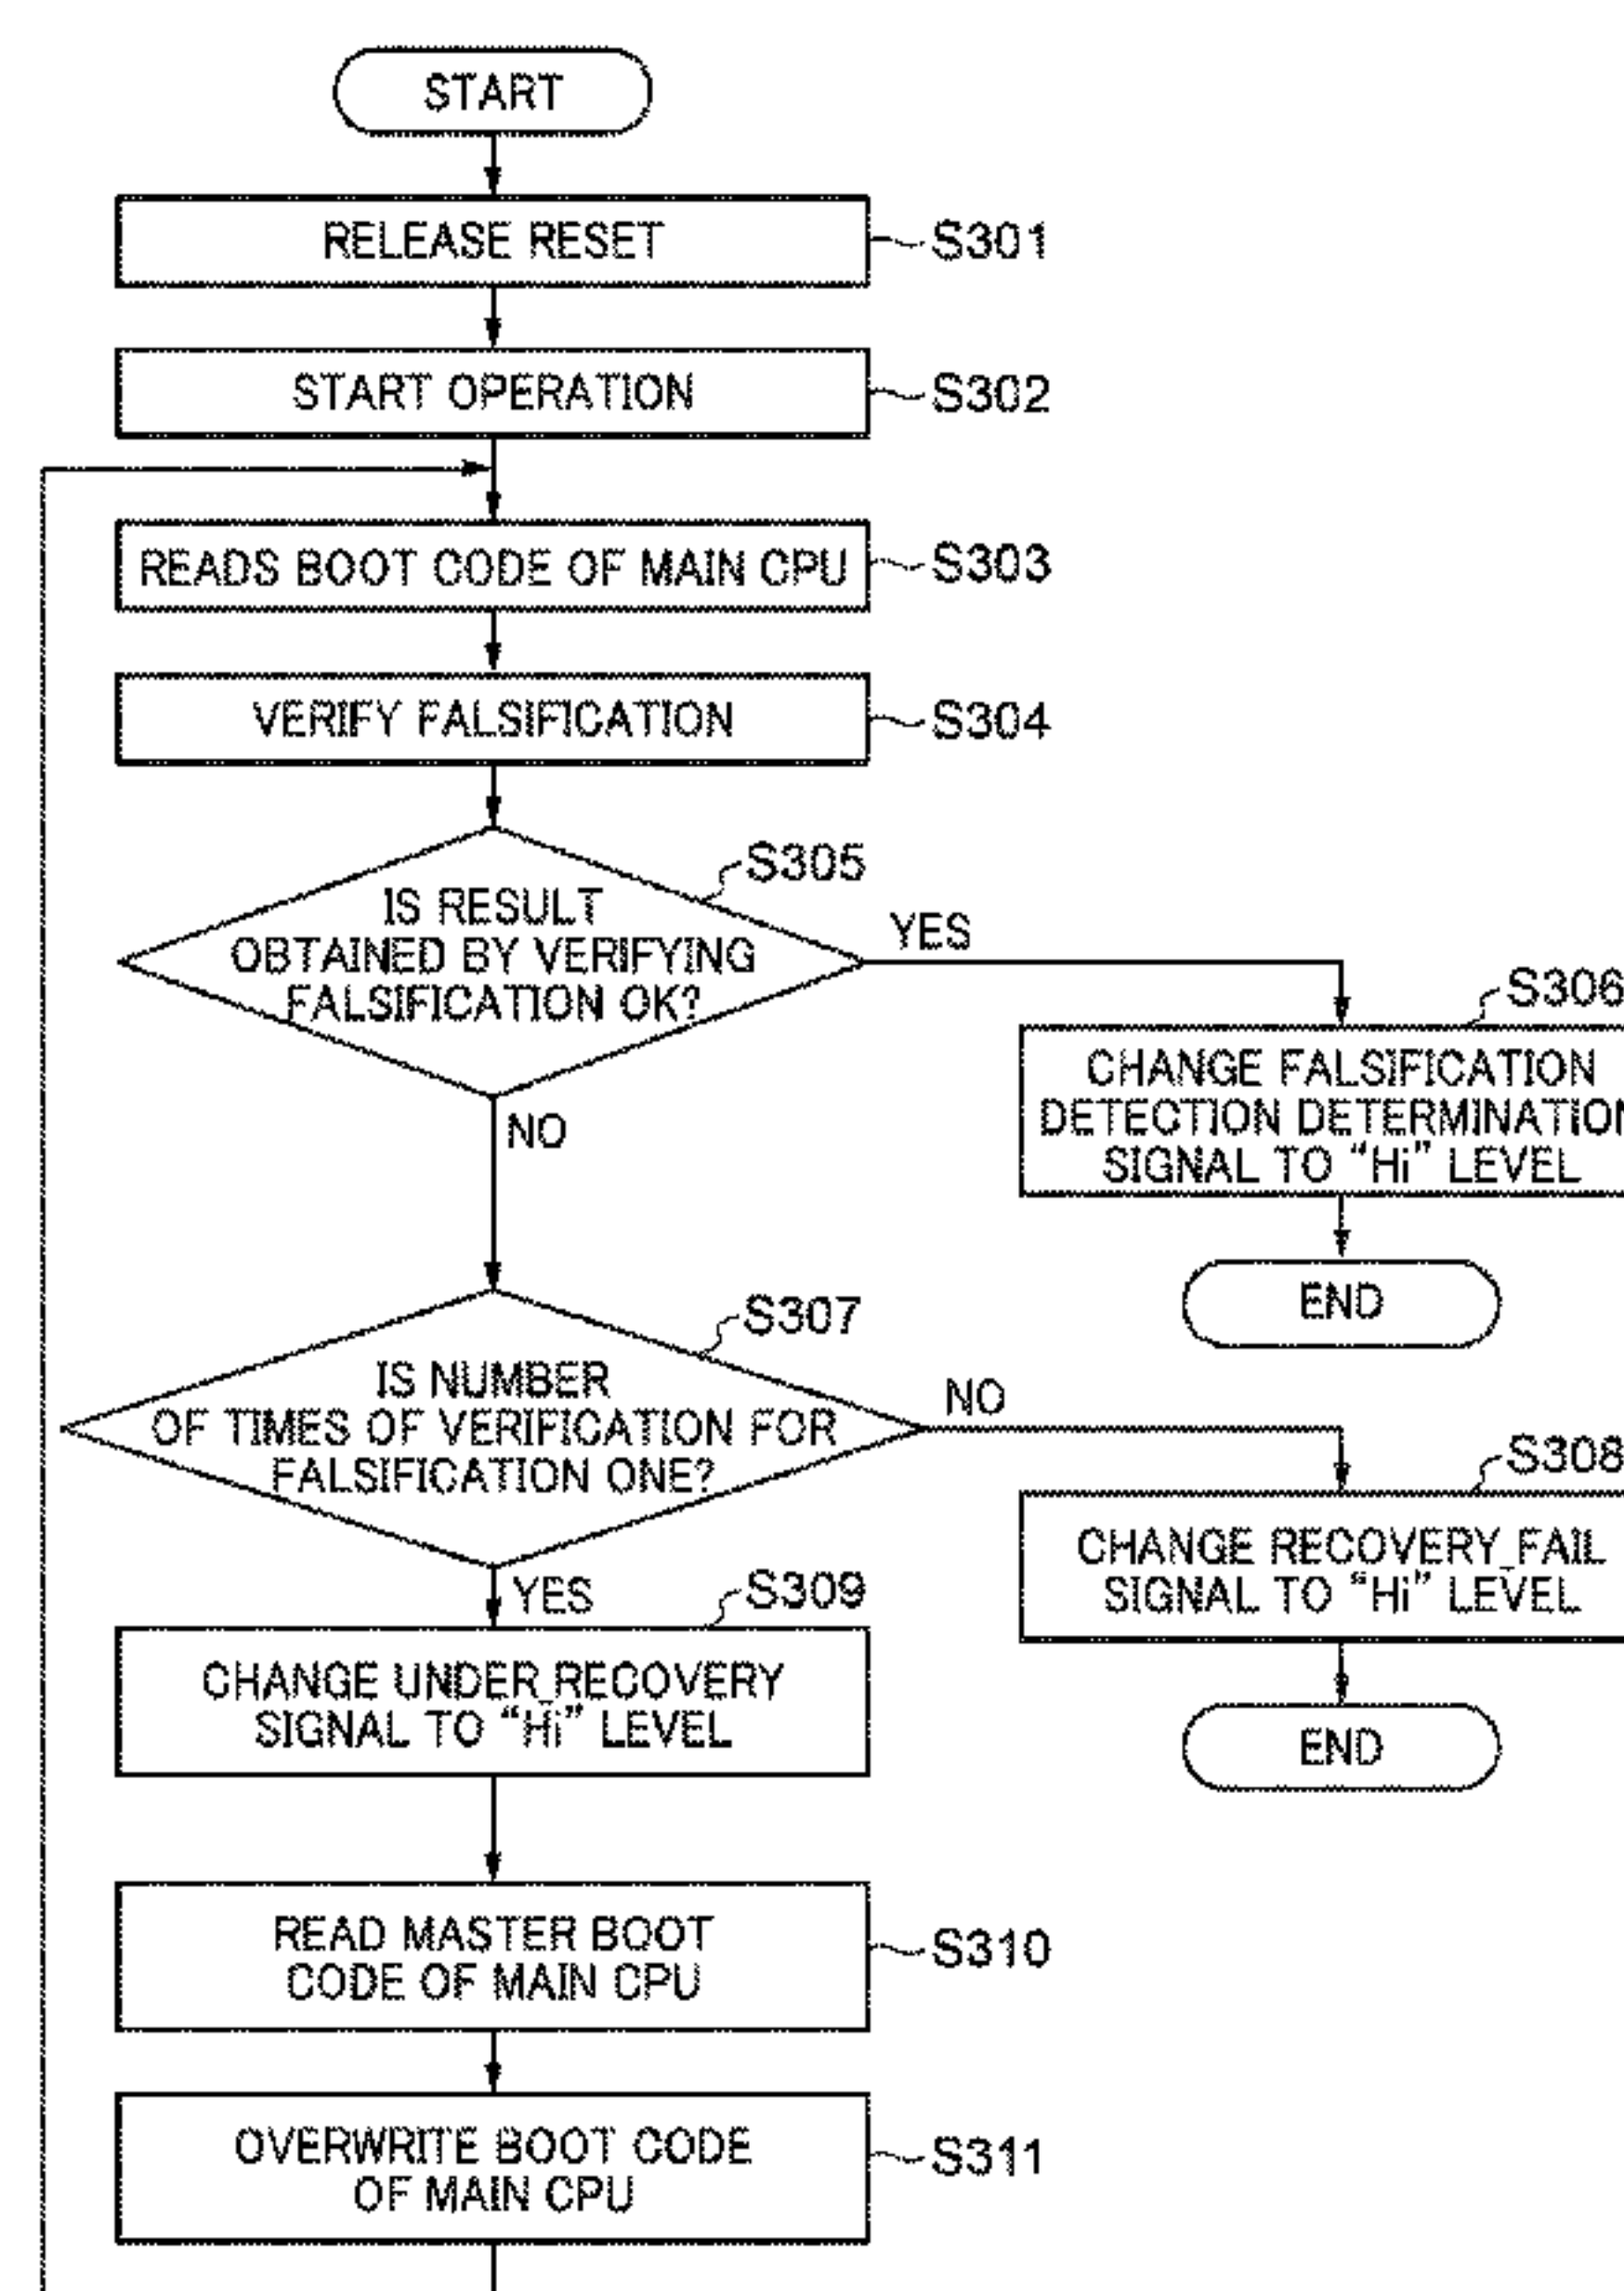 START
RELEASE RESET
S301
START OPERATION
S302
READS BOOT CODE OF MAIN CPU
S303
VERIFY FALSIFICATION
S304
S305
IS RESULT
OBTAINED BY VERIFYING
FALSIFICATION OK?
YES
NO
S306
CHANGE FALSIFICATION
DETECTION DETERMINATION
SIGNAL TO “Hi” LEVEL
END
S307
IS NUMBER
OF TIMES OF VERIFICATION FOR
FALSIFICATION ONE?
NO
YES
S308
CHANGE RECOVERY_FAIL
SIGNAL TO “Hi” LEVEL
END
S309
CHANGE UNDER_RECOVERY
SIGNAL TO “Hi” LEVEL
READ MASTER BOOT
CODE OF MAIN CPU
S310
OVERWRITE BOOT CODE
OF MAIN CPU
S311